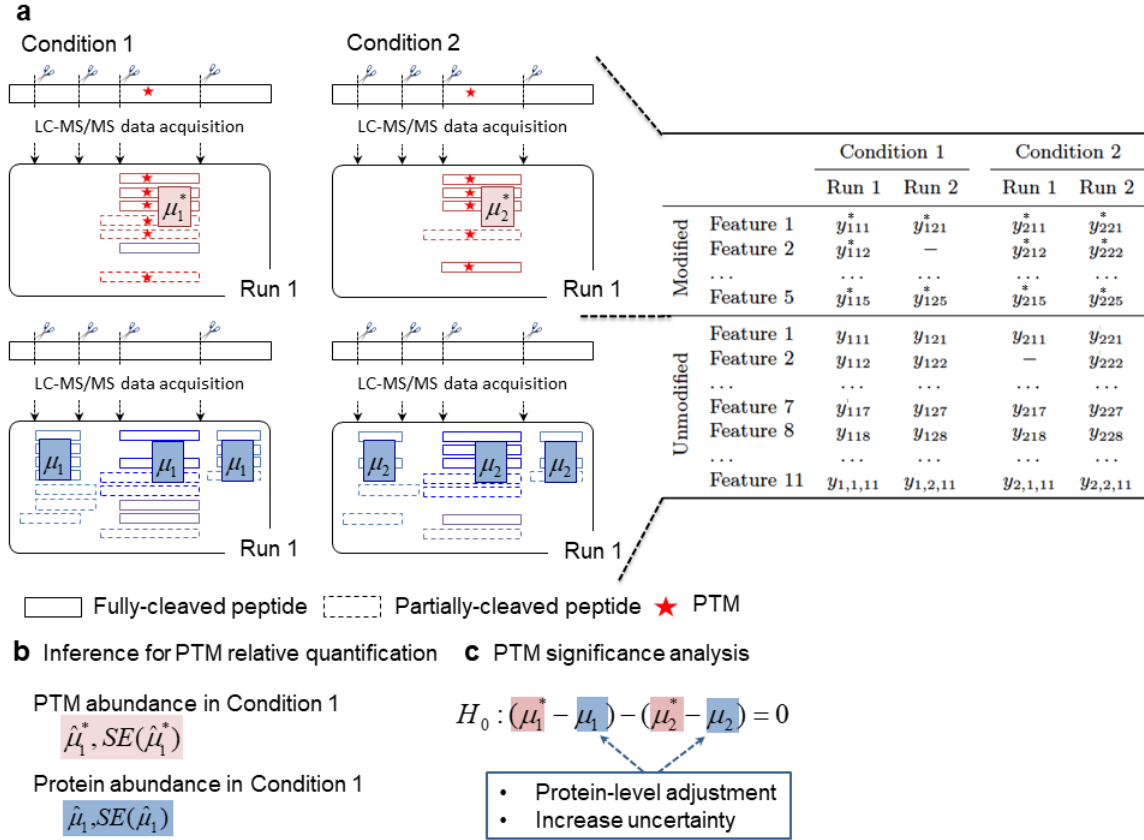 a
Condition 1
Condition 2
LC-MS/MS data acquisition
LC-MS/MS data acquisition
μ₁*
μ₂*
Run 1
Run 1
LC-MS/MS data acquisition
LC-MS/MS data acquisition
μ₁ μ₁ μ₁
μ₂ μ₂ μ₂
Run 1
Run 1
Condition 1 Condition 2
Run 1 Run 2 Run 1 Run 2
Modified
Feature 1 y*₁₁₁ y*₁₂₁ y*₂₁₁ y*₂₂₁
Feature 2 y*₁₁₂ – y*₂₁₂ y*₂₂₂
... ... ... ... ...
Feature 5 y*₁₁₅ y*₁₂₅ y*₂₁₅ y*₂₂₅
Unmodified
Feature 1 y₁₁₁ y₁₂₁ y₂₁₁ y₂₂₁
Feature 2 y₁₁₂ y₁₂₂ – y₂₂₂
... ... ... ... ...
Feature 7 y₁₁₇ y₁₂₇ y₂₁₇ y₂₂₇
Feature 8 y₁₁₈ y₁₂₈ y₂₁₈ y₂₂₈
... ... ... ... ...
Feature 11 y₁,₁,₁₁ y₁,₂,₁₁ y₂,₁,₁₁ y₂,₂,₁₁
Fully-cleaved peptide Partially-cleaved peptide ★ PTM
b Inference for PTM relative quantification
PTM abundance in Condition 1
μ̂₁*, SE(μ̂₁*)
Protein abundance in Condition 1
μ̂₁, SE(μ̂₁)
c PTM significance analysis
H₀ : (μ₁* − μ₁) − (μ₂* − μ₂) = 0
• Protein-level adjustment
• Increase uncertainty